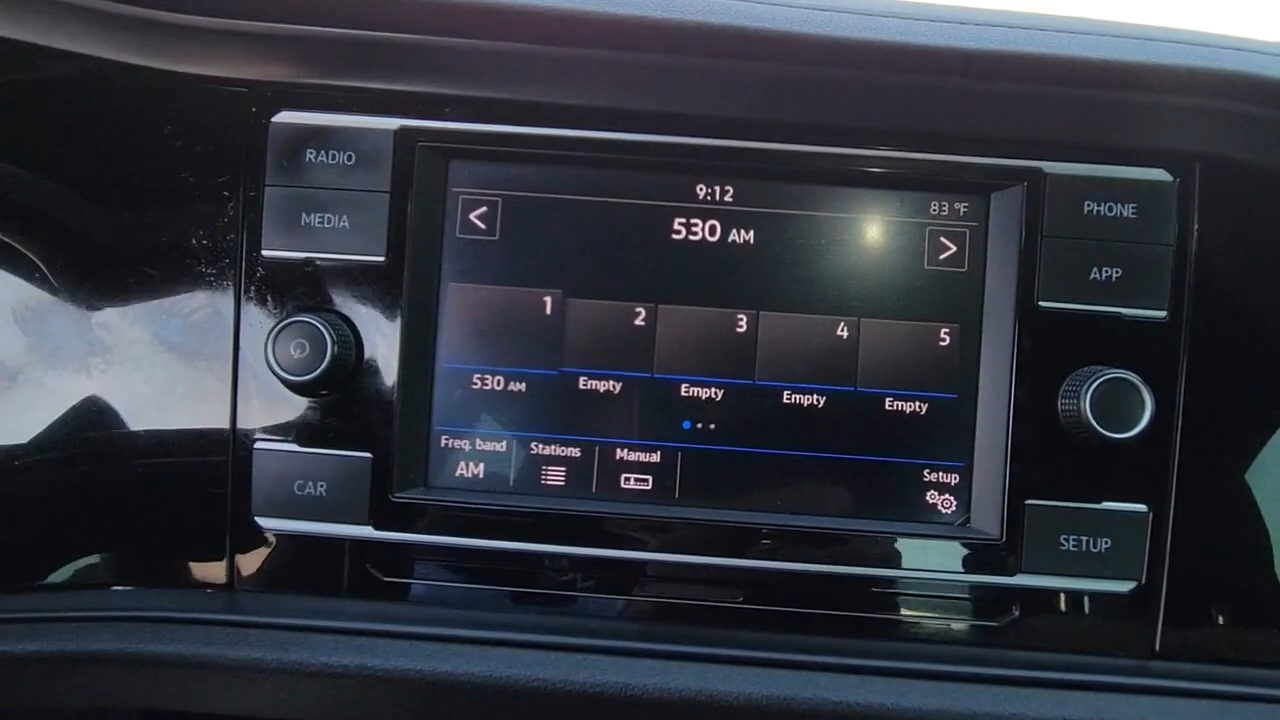 RADIO
MEDIA
CAR
9:12
83 °F
<
530 AM
>
1
2
3
4
5
530 AM
Empty
Empty
Empty
Empty
Freq. band
AM
Stations
Manual
Setup
PHONE
APP
SETUP